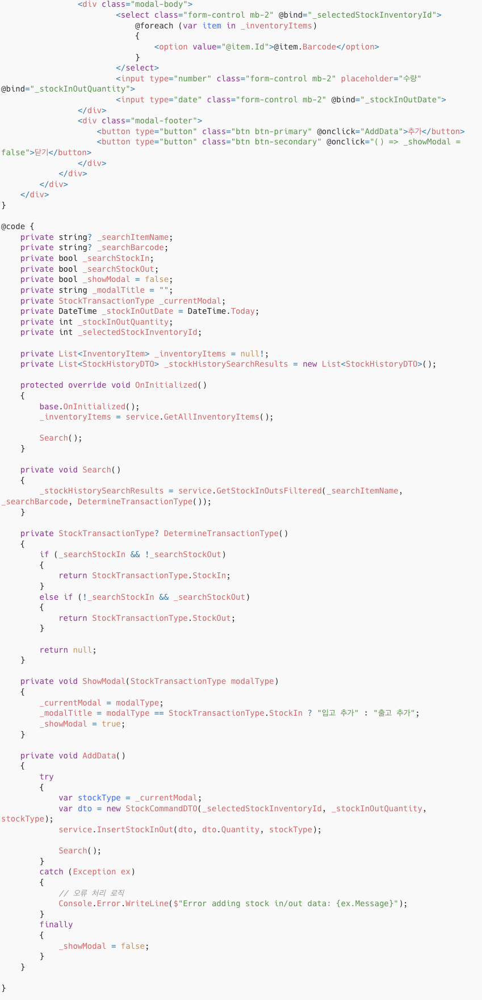 <div class="modal-body">
<select class="form-control mb-2" @bind="_selectedStockInventoryId">
@foreach (var item in _inventoryItems)
{
<option value="@item.Id">@item.Barcode</option>
}
</select>
<input type="number" class="form-control mb-2" placeholder="수량"
@bind="_stockInOutQuantity">
<input type="date" class="form-control mb-2" @bind="_stockInOutDate">
</div>
<div class="modal-footer">
<button type="button" class="btn btn-primary" @onclick="AddData">추가</button>
<button type="button" class="btn btn-secondary" @onclick="() => _showModal =
false">닫기</button>
</div>
</div>
</div>
</div>
}

@code {
private string? _searchItemName;
private string? _searchBarcode;
private bool _searchStockIn;
private bool _searchStockOut;
private bool _showModal = false;
private string _modalTitle = "";
private StockTransactionType _currentModal;
private DateTime _stockInOutDate = DateTime.Today;
private int _stockInOutQuantity;
private int _selectedStockInventoryId;

private List<InventoryItem> _inventoryItems = null!;
private List<StockHistoryDTO> _stockHistorySearchResults = new List<StockHistoryDTO>();

protected override void OnInitialized()
{
base.OnInitialized();
_inventoryItems = service.GetAllInventoryItems();

Search();
}

private void Search()
{
_stockHistorySearchResults = service.GetStockInOutsFiltered(_searchItemName,
_searchBarcode, DetermineTransactionType());
}

private StockTransactionType? DetermineTransactionType()
{
if (_searchStockIn && !_searchStockOut)
{
return StockTransactionType.StockIn;
}
else if (!_searchStockIn && _searchStockOut)
{
return StockTransactionType.StockOut;
}

return null;
}

private void ShowModal(StockTransactionType modalType)
{
_currentModal = modalType;
_modalTitle = modalType == StockTransactionType.StockIn ? "입고 추가" : "출고 추가";
_showModal = true;
}

private void AddData()
{
try
{
var stockType = _currentModal;
var dto = new StockCommandDTO(_selectedStockInventoryId, _stockInOutQuantity,
stockType);
service.InsertStockInOut(dto, dto.Quantity, stockType);

Search();
}
catch (Exception ex)
{
// 오류 처리 로직
Console.Error.WriteLine($"Error adding stock in/out data: {ex.Message}");
}
finally
{
_showModal = false;
}
}

}